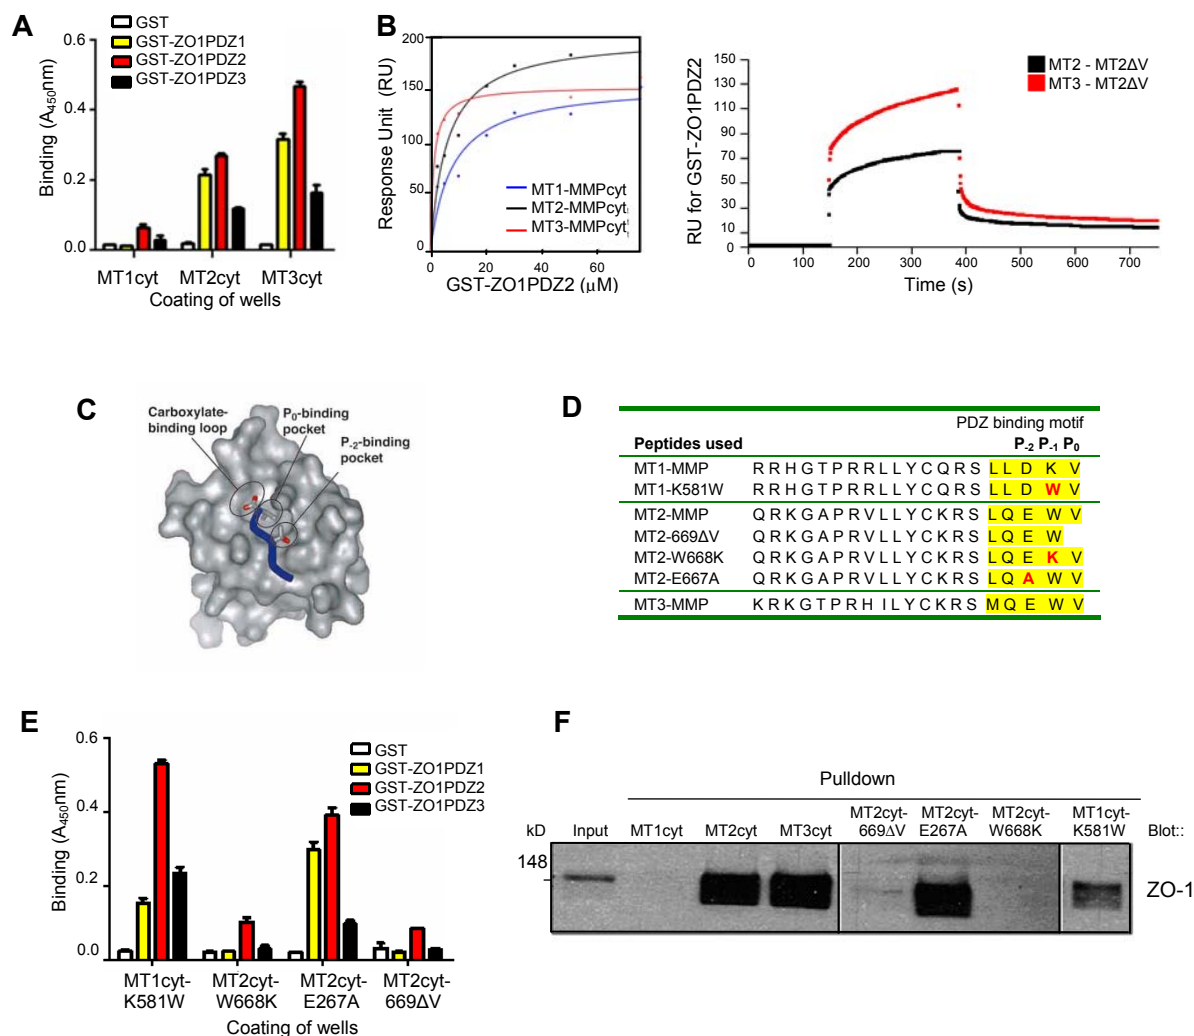 A
GST
GST-ZO1PDZ1
GST-ZO1PDZ2
GST-ZO1PDZ3
0.6
0.4
0.2
0.0
Binding (A450nm)
MT1cyt MT2cyt MT3cyt
Coating of wells
B
200
150
100
50
0
Response Unit (RU)
MT1-MMPcyt
MT2-MMPcyt
MT3-MMPcyt
0 20 40 60
GST-ZO1PDZ2 (µM)
MT2 - MT2ΔV
MT3 - MT2ΔV
150
130
110
90
70
50
30
10
0
RU for GST-ZO1PDZ2
0 100 200 300 400 500 600 700
Time (s)
C
Carboxylate-
binding loop
P0-binding
pocket
P-2-binding
pocket
D
PDZ binding motif
Peptides used P-2 P-1 P0
MT1-MMP R R H G T P R R L L Y C Q R S L L D K V
MT1-K581W R R H G T P R R L L Y C Q R S L L D W V
MT2-MMP Q R K G A P R V L L Y C K R S L Q E W V
MT2-669ΔV Q R K G A P R V L L Y C K R S L Q E W
MT2-W668K Q R K G A P R V L L Y C K R S L Q E K V
MT2-E667A Q R K G A P R V L L Y C K R S L Q A W V
MT3-MMP K R K G T P R H I L Y C K R S M Q E W V
E
GST
GST-ZO1PDZ1
GST-ZO1PDZ2
GST-ZO1PDZ3
0.6
0.4
0.2
0.0
Binding (A450nm)
MT1cyt- MT2cyt- MT2cyt- MT2cyt-
K581W W668K E267A 669ΔV
Coating of wells
F
Pulldown
kD Input MT1cyt MT2cyt MT3cyt MT2cyt-669ΔV MT2cyt-E267A MT2cyt-W668K MT1cyt-K581W Blot::
148
ZO-1